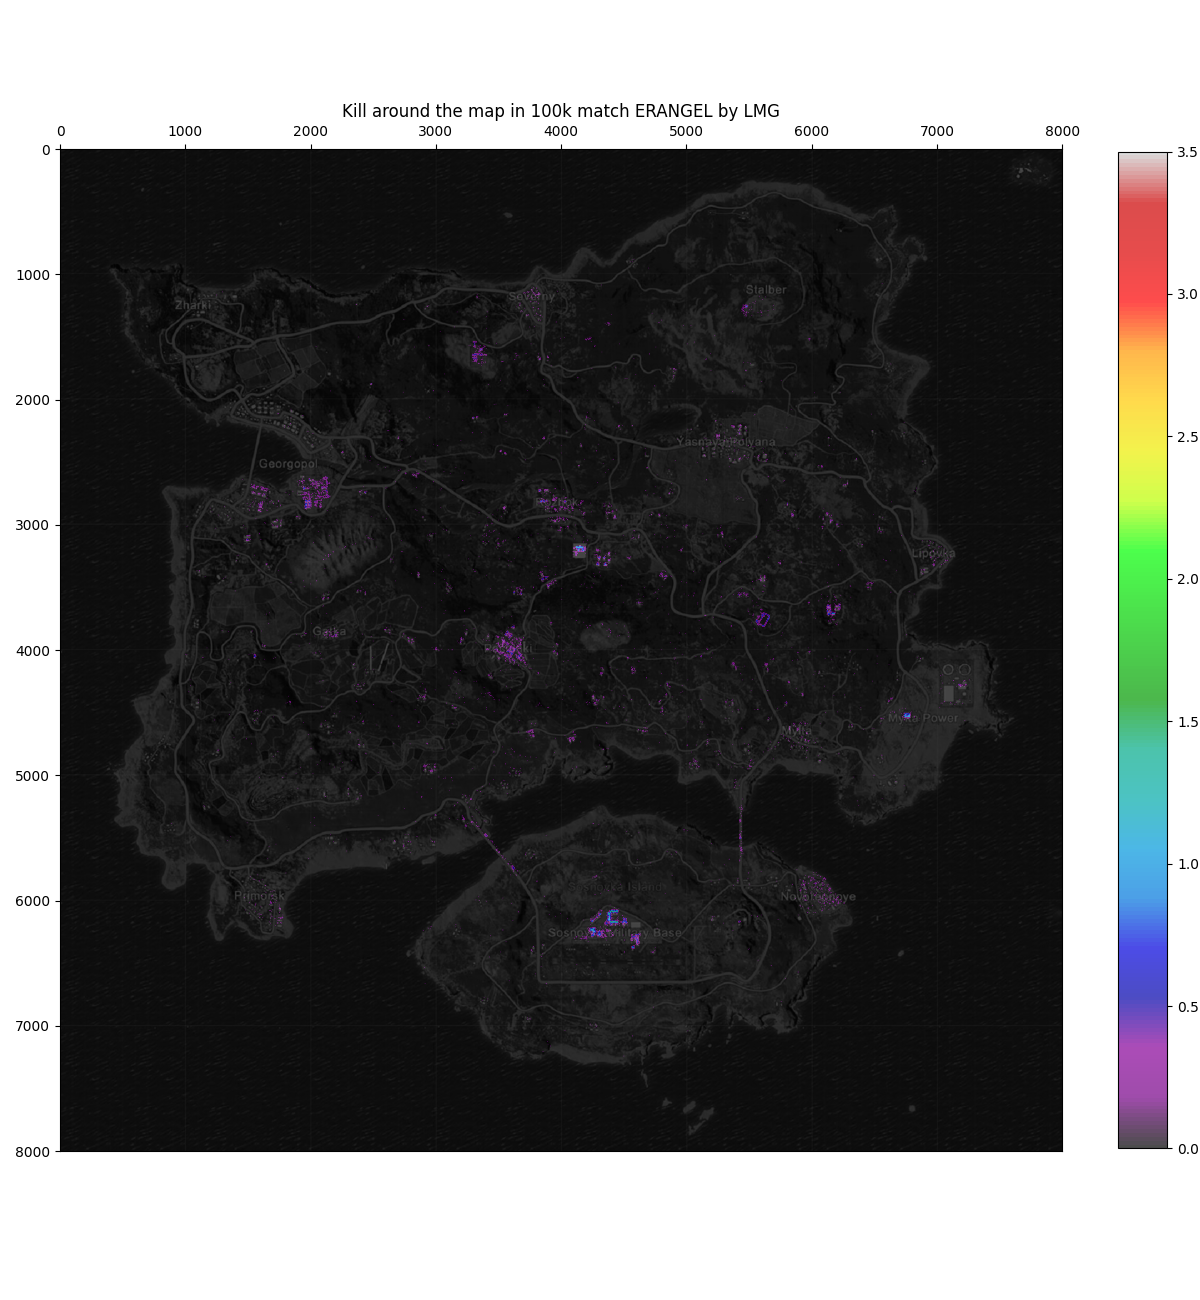 Kill around the map in 100k match ERANGEL by LMG
0 1000 2000 3000 4000 5000 6000 7000 8000
0
1000
2000
3000
4000
5000
6000
7000
8000
3.5
3.0
2.5
2.0
1.5
1.0
0.5
0.0
Stalber
Severny
Zharki
Yasnaya Polyana
Georgopol
Lipovka
Gatka
Mylta Power
Mylta
Primorsk
Novorepnoye
Sosnovka Military Base